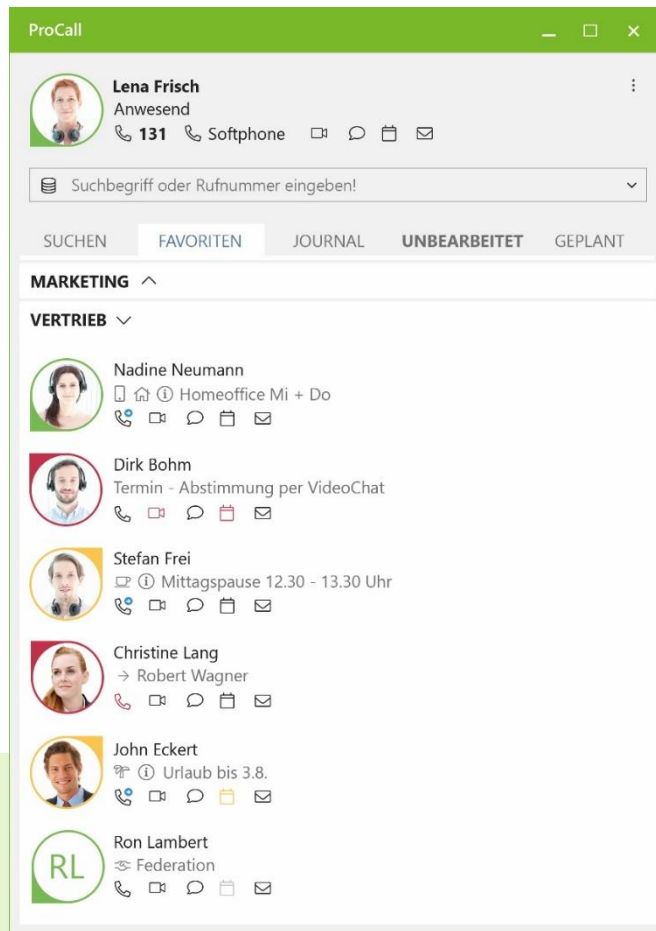 ProCall
Lena Frisch
Anwesend
131 Softphone
Suchbegriff oder Rufnummer eingeben!
SUCHEN FAVORITEN JOURNAL UNBEARBEITET GEPLANT
MARKETING
VERTRIEB
Nadine Neumann
Homeoffice Mi + Do
Dirk Bohm
Termin - Abstimmung per VideoChat
Stefan Frei
Mittagspause 12.30 - 13.30 Uhr
Christine Lang
→ Robert Wagner
John Eckert
Urlaub bis 3.8.
Ron Lambert
RL
Federation